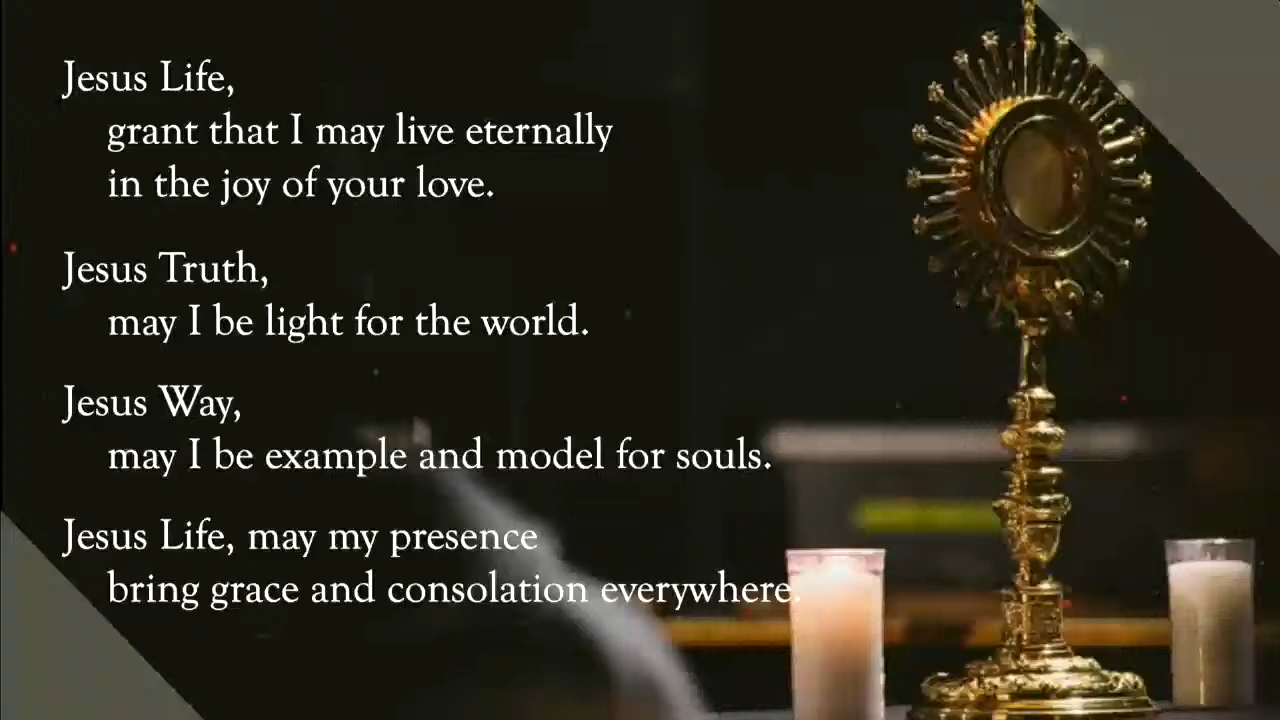 Jesus Life,
grant that I may live eternally
in the joy of your love.
Jesus Truth,
may I be light for the world.
Jesus Way,
may I be example and model for souls.
Jesus Life, may my presence
bring grace and consolation everywhere.